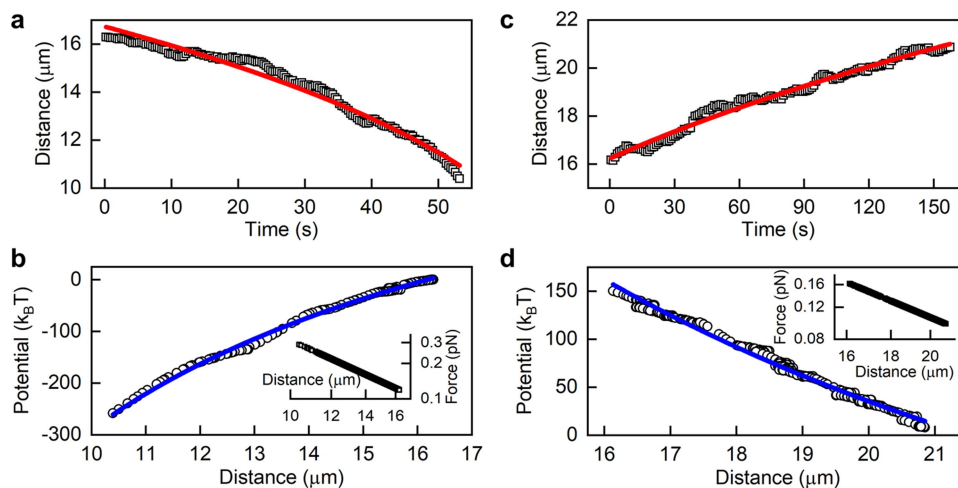 a
Distance (μm)
16
14
12
10
0 10 20 30 40 50
Time (s)
c
Distance (μm)
22
20
18
16
0 30 60 90 120 150
Time (s)
b
Potential (k_BT)
0
-100
-200
-300
10 11 12 13 14 15 16 17
Distance (μm)
Distance (μm)
10 12 14 16
0.3
0.2
0.1
Force (pN)
d
Potential (k_BT)
150
100
50
0
16 17 18 19 20 21
Distance (μm)
Force (pN)
0.16
0.12
0.08
16 18 20
Distance (μm)